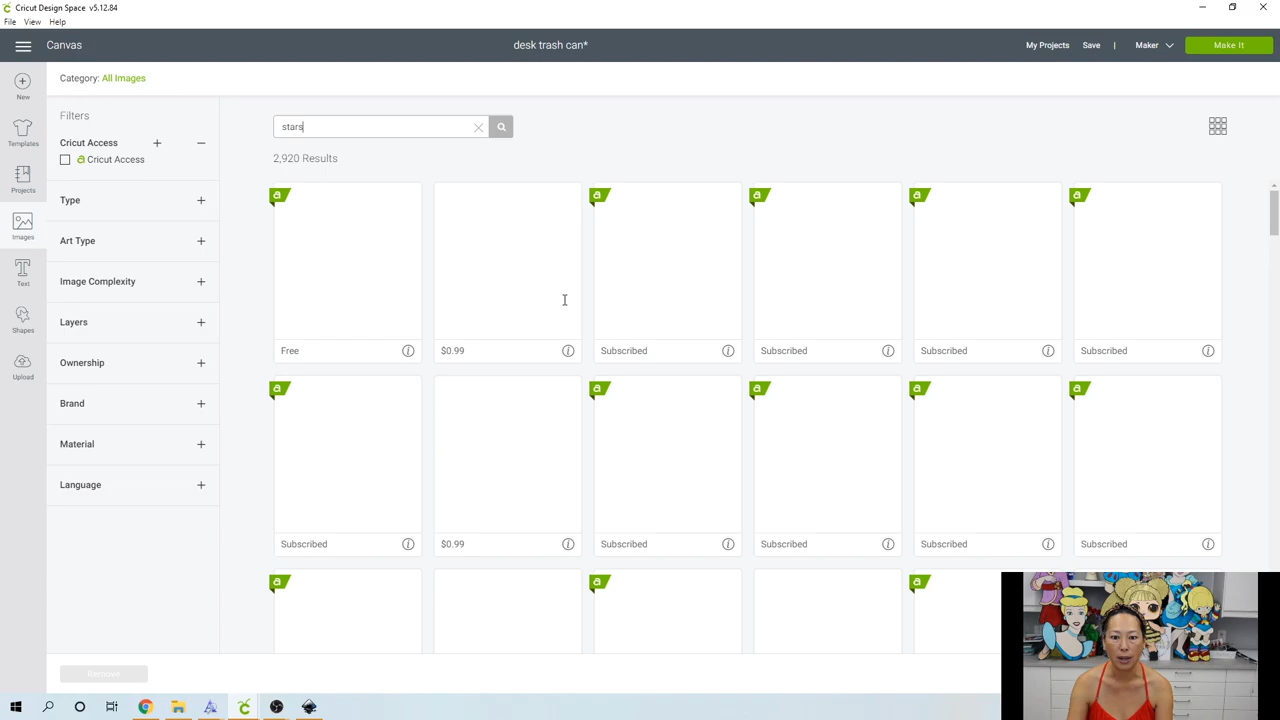 Cricut Design Space v5.12.84
File View Help
Canvas
desk trash can*
My Projects Save | Maker Make It
New
Templates
Projects
Images
Text
Shapes
Upload
Category: All Images
Filters
Cricut Access
a Cricut Access
Type
Art Type
Image Complexity
Layers
Ownership
Brand
Material
Language
Remove
stars
2,920 Results
a a a a a
Free $0.99 Subscribed Subscribed Subscribed Subscribed
a a a a a
Subscribed $0.99 Subscribed Subscribed Subscribed Subscribed
a a a